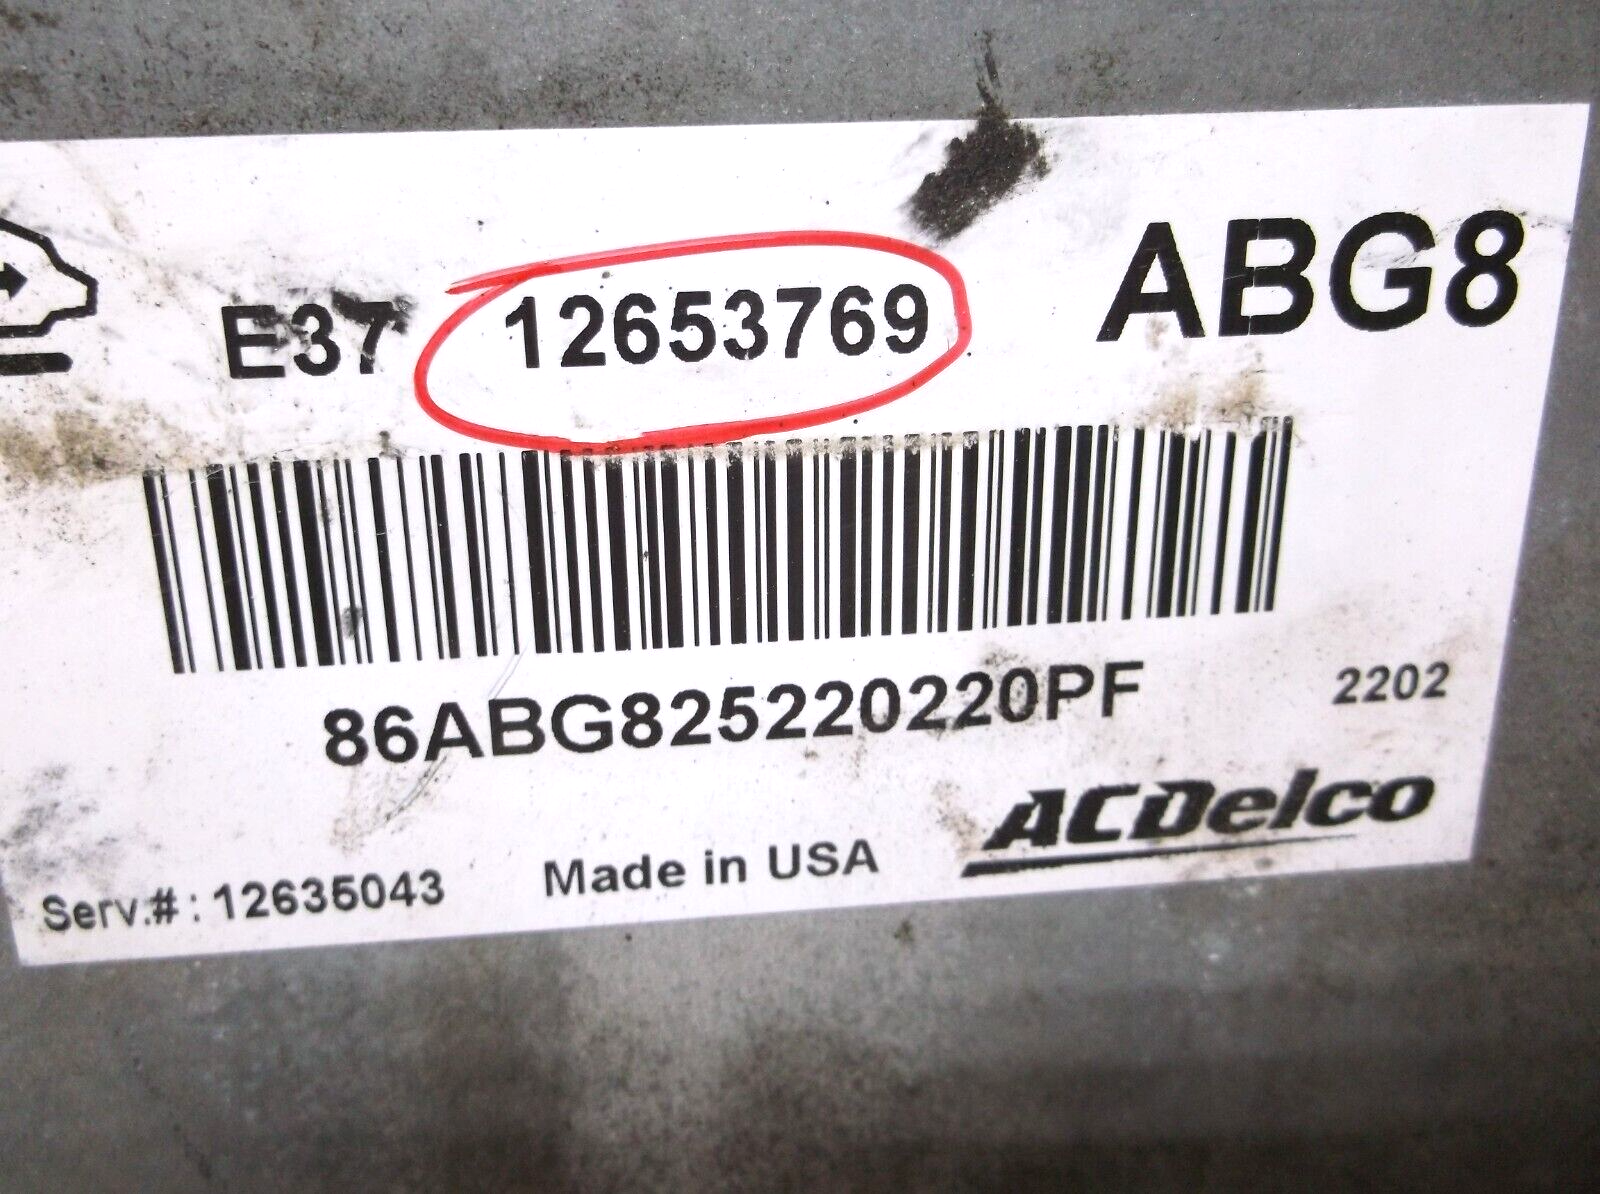 E37 12653769 ABG8
86ABG825220220PF 2202
ACDelco
Serv.#: 12635043 Made in USA